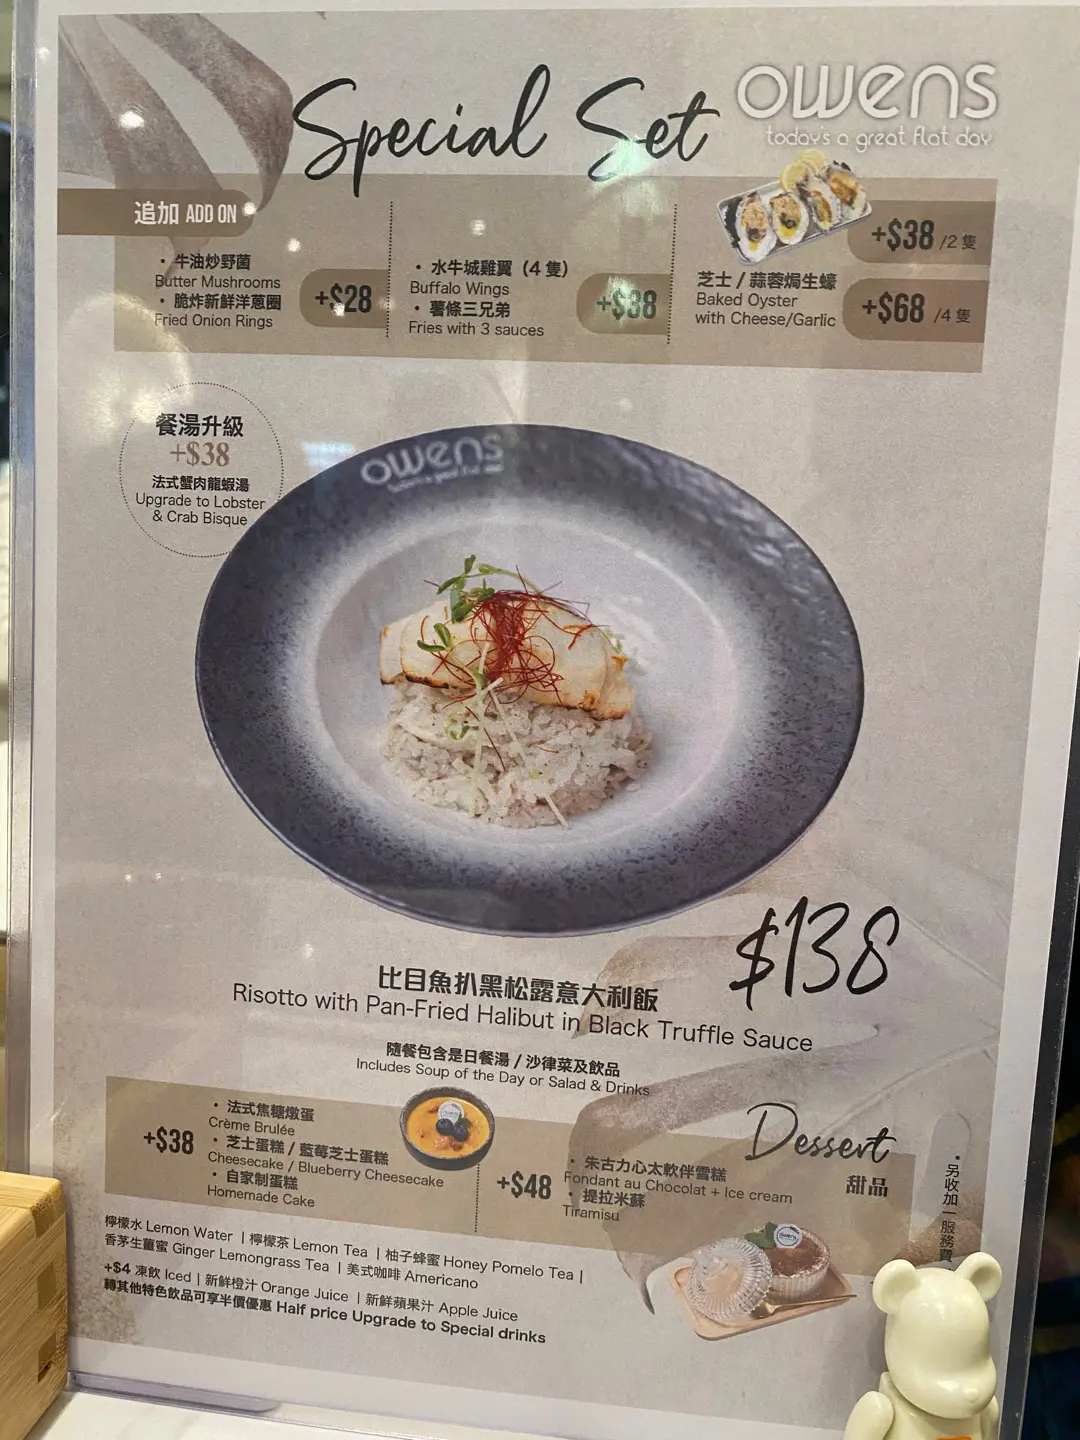 Special Set
owens
today's a great flat day
追加 ADD ON
• 牛油炒野菌
Butter Mushrooms
• 脆炸新鮮洋蔥圈
Fried Onion Rings
+$28
• 水牛城雞翼（4 隻）
Buffalo Wings
• 薯條三兄弟
Fries with 3 sauces
+$38
芝士 / 蒜蓉焗生蠔
Baked Oyster
with Cheese/Garlic
+$38 /2 隻
+$68 /4 隻
餐湯升級
+$38
法式蟹肉龍蝦湯
Upgrade to Lobster
& Crab Bisque
owens
$138
比目魚扒黑松露意大利飯
Risotto with Pan-Fried Halibut in Black Truffle Sauce
隨餐包含是日餐湯 / 沙律菜及飲品
Includes Soup of the Day or Salad & Drinks
+$38
• 法式焦糖燉蛋
Crème Brulée
• 芝士蛋糕 / 藍莓芝士蛋糕
Cheesecake / Blueberry Cheesecake
• 自家制蛋糕
Homemade Cake
Dessert
甜品
+$48
• 朱古力心太軟伴雪糕
Fondant au Chocolat + Ice cream
• 提拉米蘇
Tiramisu
• 另收加一服務費
檸檬水 Lemon Water | 檸檬茶 Lemon Tea | 柚子蜂蜜 Honey Pomelo Tea |
香茅生薑蜜 Ginger Lemongrass Tea | 美式咖啡 Americano
+$4 凍飲 Iced | 新鮮橙汁 Orange Juice | 新鮮蘋果汁 Apple Juice
轉其他特色飲品可享半價優惠 Half price Upgrade to Special drinks